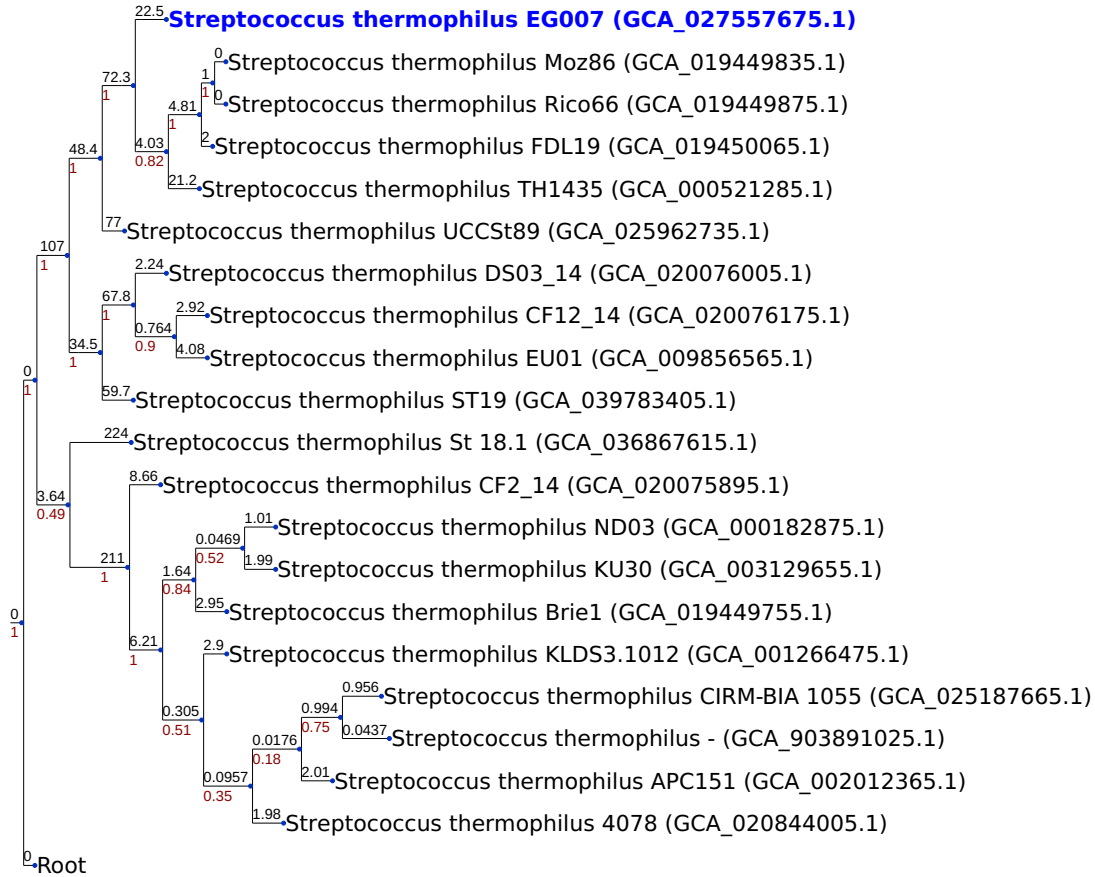 22.5
Streptococcus thermophilus EG007 (GCA_027557675.1)
0
Streptococcus thermophilus Moz86 (GCA_019449835.1)
72.3
1
1
1
0
Streptococcus thermophilus Rico66 (GCA_019449875.1)
4.81
1
4.03
0.82
2
Streptococcus thermophilus FDL19 (GCA_019450065.1)
48.4
1
21.2
Streptococcus thermophilus TH1435 (GCA_000521285.1)
77
Streptococcus thermophilus UCCSt89 (GCA_025962735.1)
107
1
2.24
Streptococcus thermophilus DS03_14 (GCA_020076005.1)
67.8
1
2.92
Streptococcus thermophilus CF12_14 (GCA_020076175.1)
0.764
0.9
34.5
1
4.08
Streptococcus thermophilus EU01 (GCA_009856565.1)
0
1
59.7
Streptococcus thermophilus ST19 (GCA_039783405.1)
224
Streptococcus thermophilus St 18.1 (GCA_036867615.1)
8.66
Streptococcus thermophilus CF2_14 (GCA_020075895.1)
3.64
0.49
1.01
Streptococcus thermophilus ND03 (GCA_000182875.1)
0.0469
0.52
211
1
1.99
Streptococcus thermophilus KU30 (GCA_003129655.1)
1.64
0.84
2.95
Streptococcus thermophilus Brie1 (GCA_019449755.1)
0
1
6.21
1
2.9
Streptococcus thermophilus KLDS3.1012 (GCA_001266475.1)
0.956
Streptococcus thermophilus CIRM-BIA 1055 (GCA_025187665.1)
0.305
0.51
0.994
0.75
0.0437
Streptococcus thermophilus - (GCA_903891025.1)
0.0176
0.18
2.01
Streptococcus thermophilus APC151 (GCA_002012365.1)
0.0957
0.35
1.98
Streptococcus thermophilus 4078 (GCA_020844005.1)
0
Root